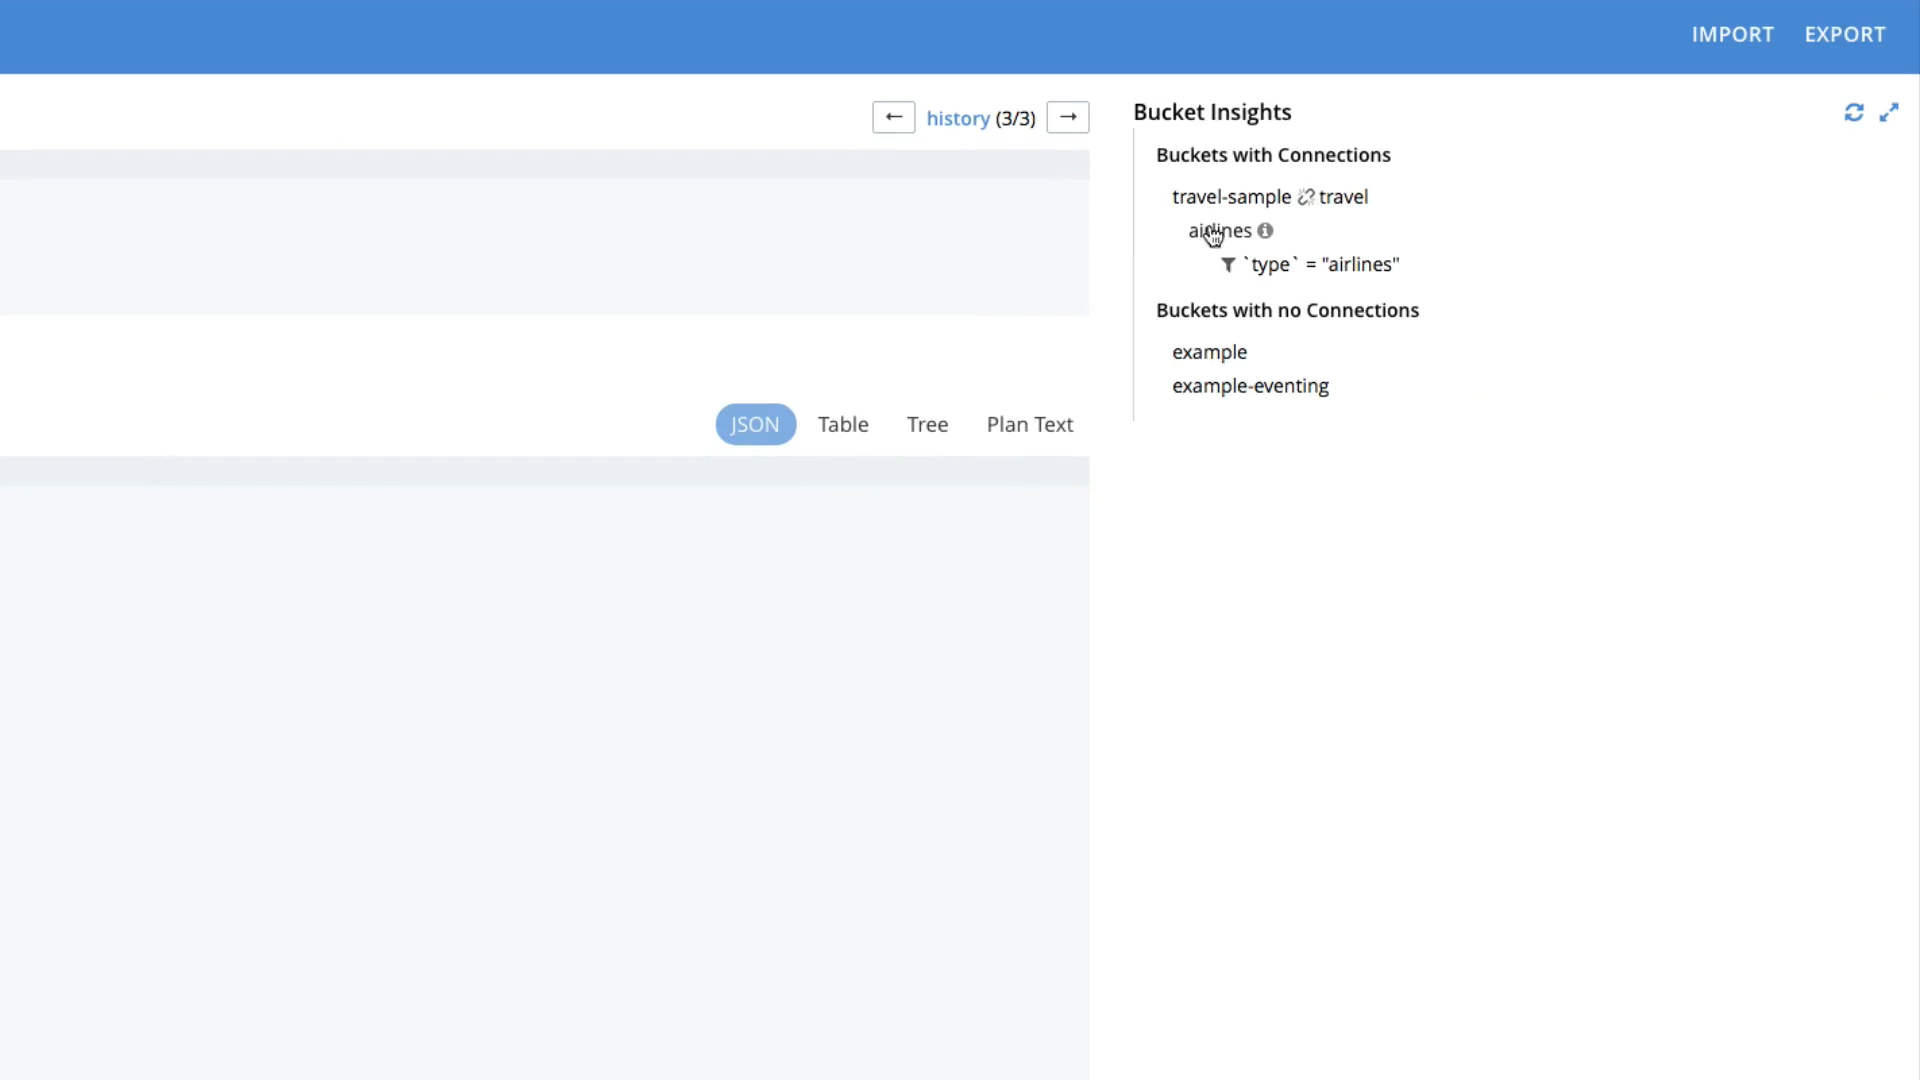 IMPORT EXPORT
← history (3/3) →
Bucket Insights
Buckets with Connections
travel-sample travel
airlines
`type` = "airlines"
Buckets with no Connections
example
example-eventing
JSON Table Tree Plan Text